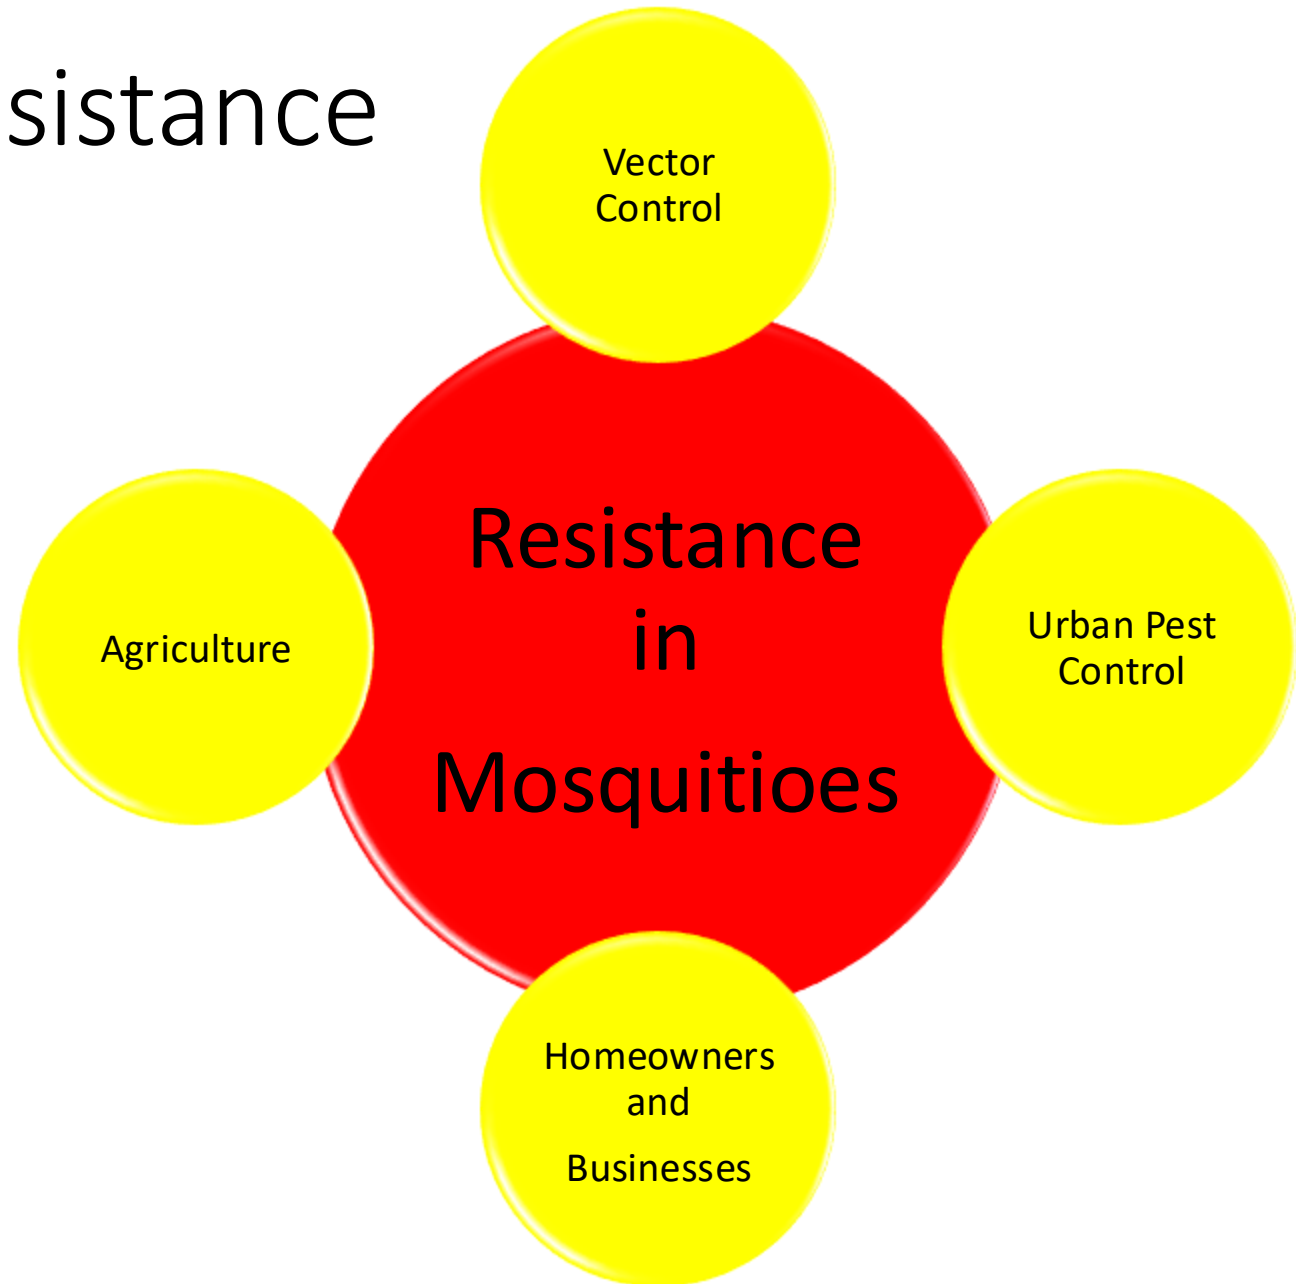 sistance
Vector
Control
Resistance
in
Mosquitioes
Agriculture
Urban Pest
Control
Homeowners
and
Businesses